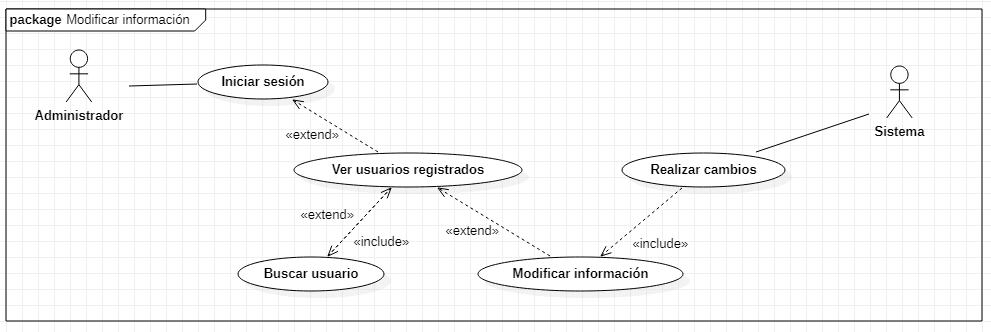 package Modificar información
Administrador
Iniciar sesión
Sistema
«extend»
Ver usuarios registrados
Realizar cambios
«extend»
«include»
«extend»
«include»
Buscar usuario
Modificar información